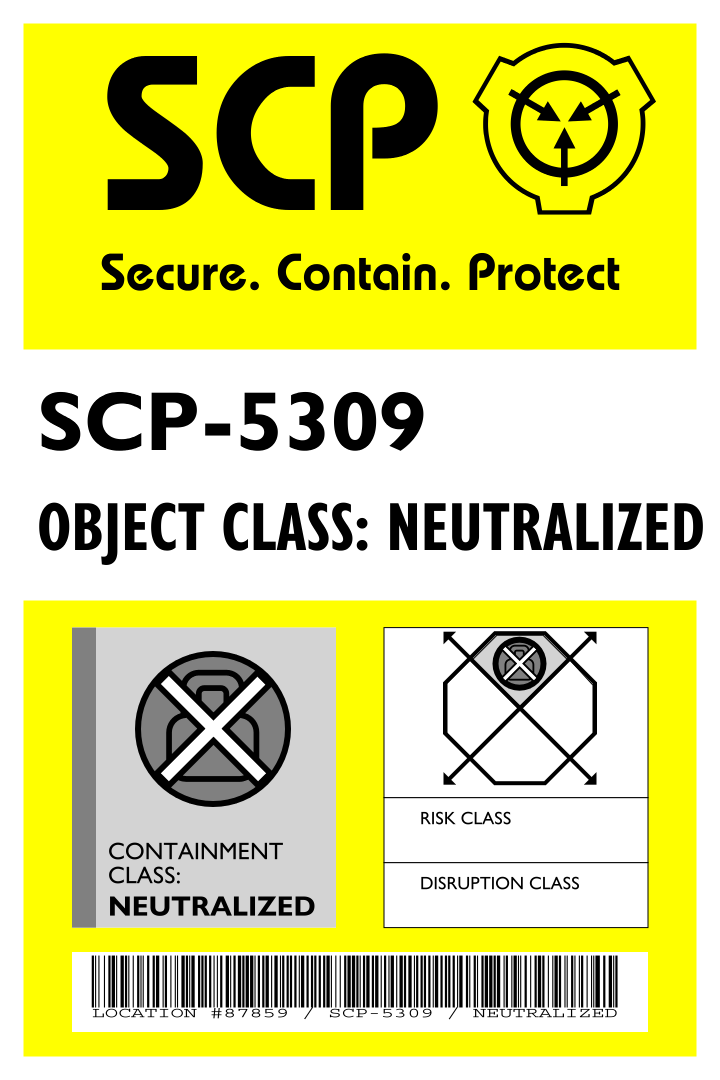 SCP
Secure. Contain. Protect
SCP-5309
OBJECT CLASS: NEUTRALIZED
CONTAINMENT
CLASS:
NEUTRALIZED
RISK CLASS
DISRUPTION CLASS
LOCATION #87859 / SCP-5309 / NEUTRALIZED